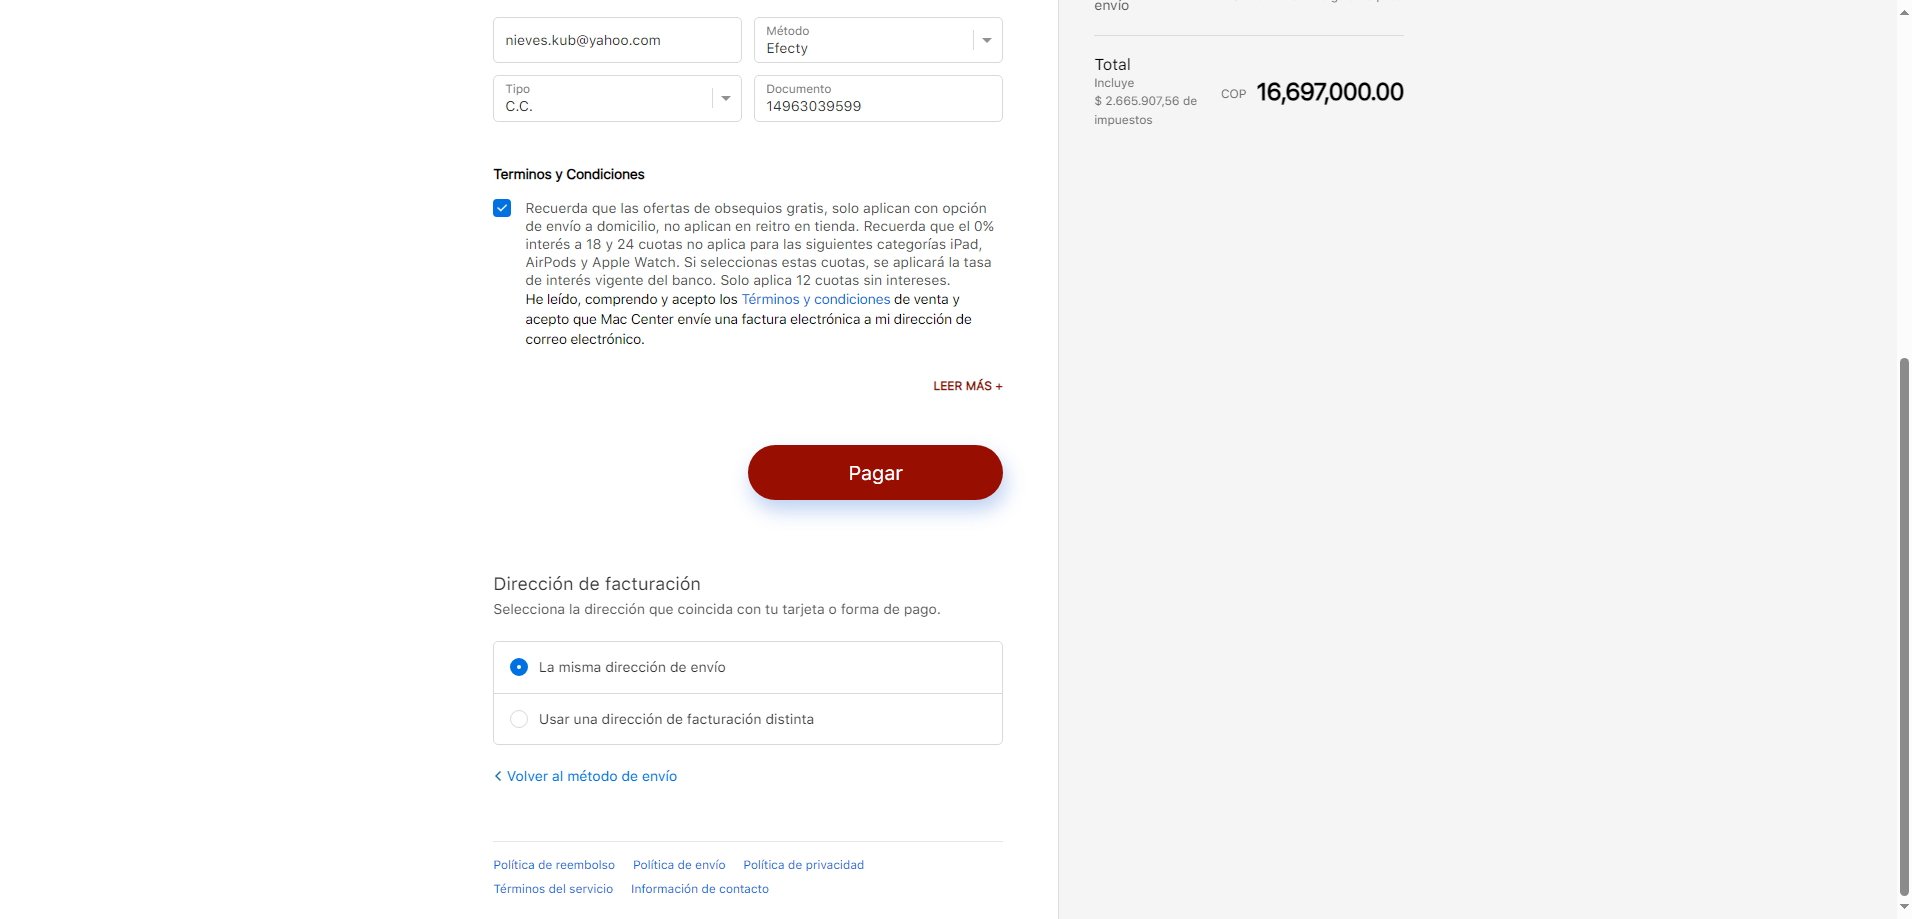 nieves.kub@yahoo.com
Método
Efecty
Tipo
C.C.
Documento
14963039599
Terminos y Condiciones
Recuerda que las ofertas de obsequios gratis, solo aplican con opción
de envío a domicilio, no aplican en reitro en tienda. Recuerda que el 0%
interés a 18 y 24 cuotas no aplica para las siguientes categorías iPad,
AirPods y Apple Watch. Si seleccionas estas cuotas, se aplicará la tasa
de interés vigente del banco. Solo aplica 12 cuotas sin intereses.
He leído, comprendo y acepto los Términos y condiciones de venta y
acepto que Mac Center envíe una factura electrónica a mi dirección de
correo electrónico.
LEER MÁS +
Pagar
Dirección de facturación
Selecciona la dirección que coincida con tu tarjeta o forma de pago.
La misma dirección de envío
Usar una dirección de facturación distinta
Volver al método de envío
Política de reembolso Política de envío Política de privacidad
Términos del servicio Información de contacto
envío
Total
Incluye
$ 2.665.907,56 de
impuestos
COP 16,697,000.00